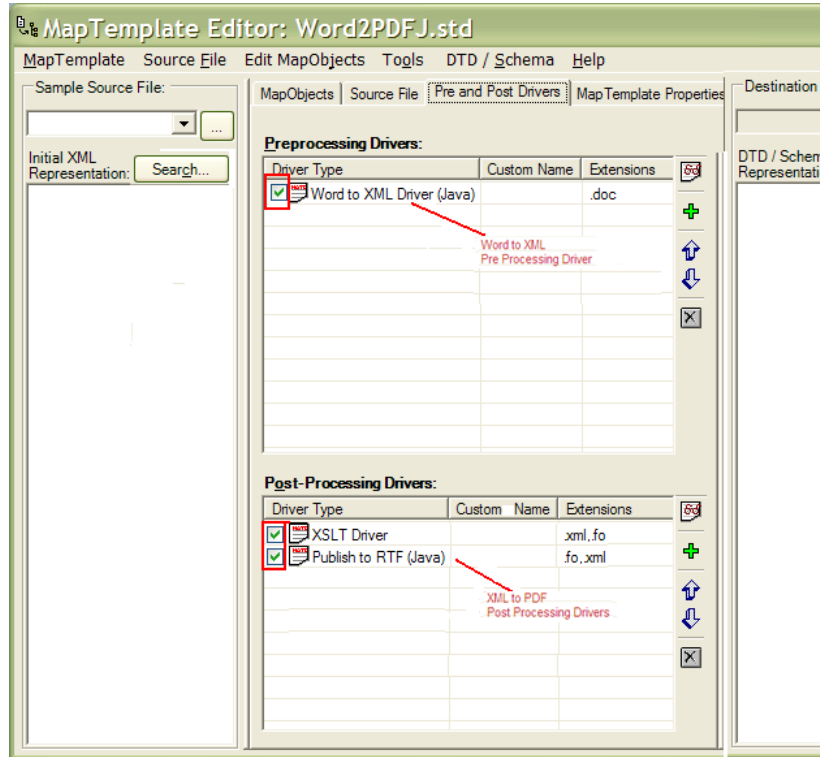 MapTemplate Editor: Word2PDFJ.std
MapTemplate Source File Edit MapObjects Tools DTD / Schema Help
Sample Source File:
...
Initial XML
Representation:
Search...
MapObjects
Source File
Pre and Post Drivers
MapTemplate Properties
Preprocessing Drivers:
Driver Type Custom Name Extensions
Word to XML Driver (Java) .doc
Word to XML
Pre Processing Driver
Post-Processing Drivers:
Driver Type Custom Name Extensions
XSLT Driver .xml,.fo
Publish to RTF (Java) .fo,.xml
XML to PDF
Post Processing Drivers
Destination
DTD / Schem
Representati